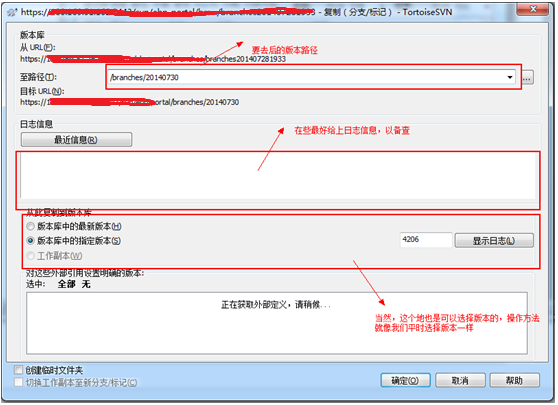 https://
- 复制（分支/标记） - TortoiseSVN
版本库
从 URL(F):
要去后的版本路径
https://
branches201407281933
至路径(T):
/branches/20140730
...
目标 URL(N):
https://1
portal/branches/20140730
日志信息
在些最好给上日志信息，以备查
最近信息(R)
从此复制到版本库
版本库中的最新版本(H)
版本库中的指定版本(S)
4206
显示日志(L)
工作副本(W)
对这些外部引用设置明确的版本:
选中: 全部 无
正在获取外部定义，请稍候...
当然，这个地也是可以选择版本的，操作方法
就像我们平时选择版本一样
创建临时文件夹
切换工作副本至新分支/标记(C)
确定(O)
取消
帮助